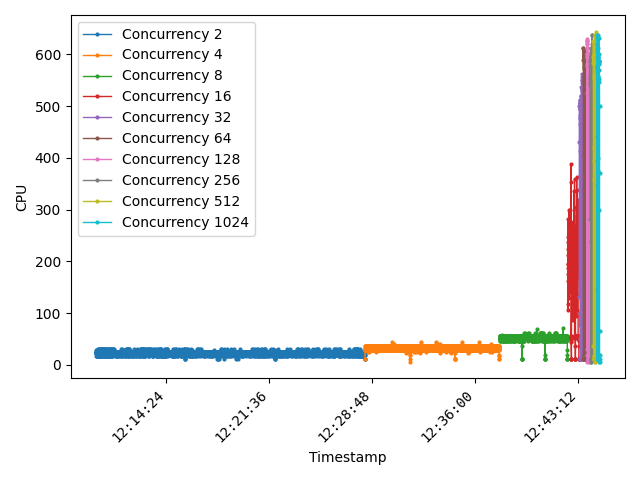 Concurrency 2
Concurrency 4
Concurrency 8
Concurrency 16
Concurrency 32
Concurrency 64
Concurrency 128
Concurrency 256
Concurrency 512
Concurrency 1024
CPU
600
500
400
300
200
100
0
12:14:24
12:21:36
12:28:48
12:36:00
12:43:12
Timestamp